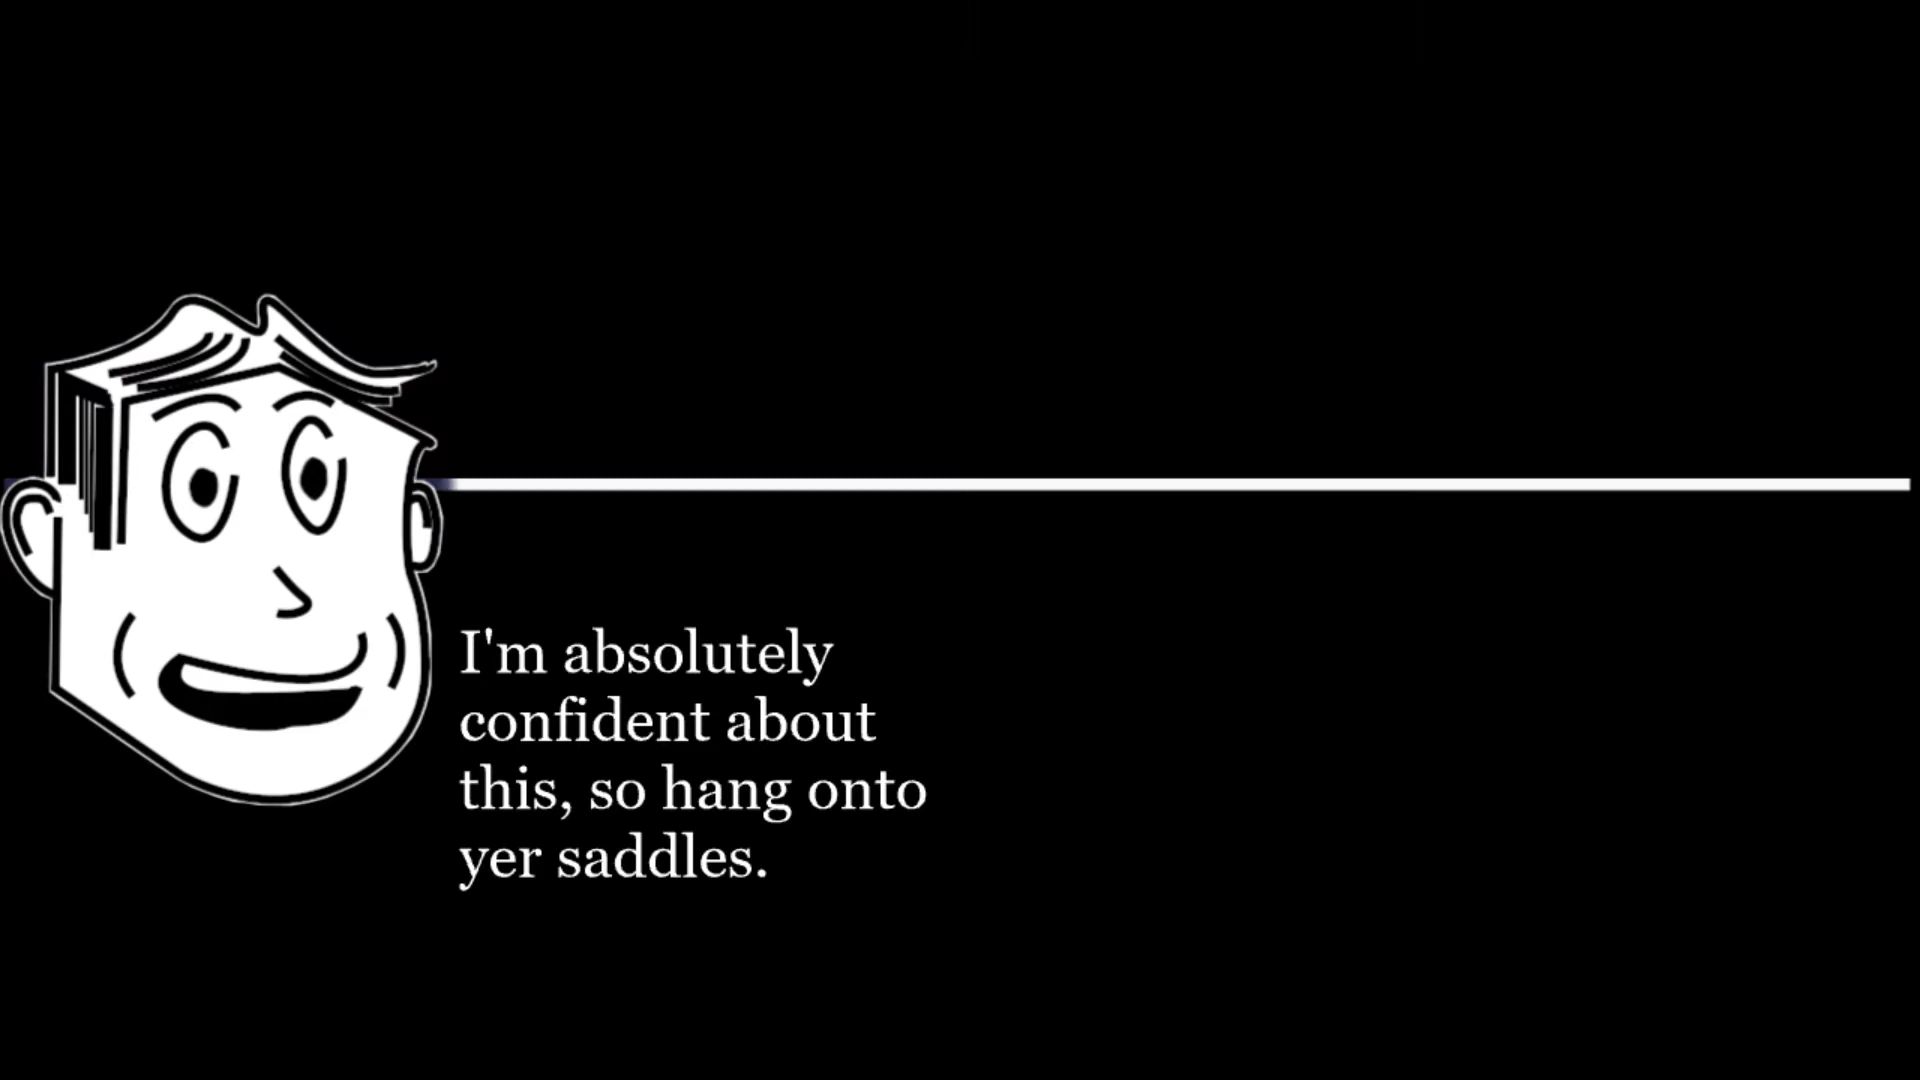 I'm absolutely
confident about
this, so hang onto
yer saddles.